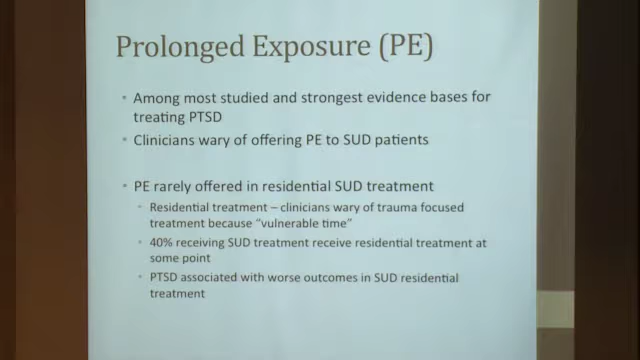 Prolonged Exposure (PE)
• Among most studied and strongest evidence bases for
treating PTSD
• Clinicians wary of offering PE to SUD patients
• PE rarely offered in residential SUD treatment
• Residential treatment – clinicians wary of trauma focused
treatment because “vulnerable time”
• 40% receiving SUD treatment receive residential treatment at
some point
• PTSD associated with worse outcomes in SUD residential
treatment